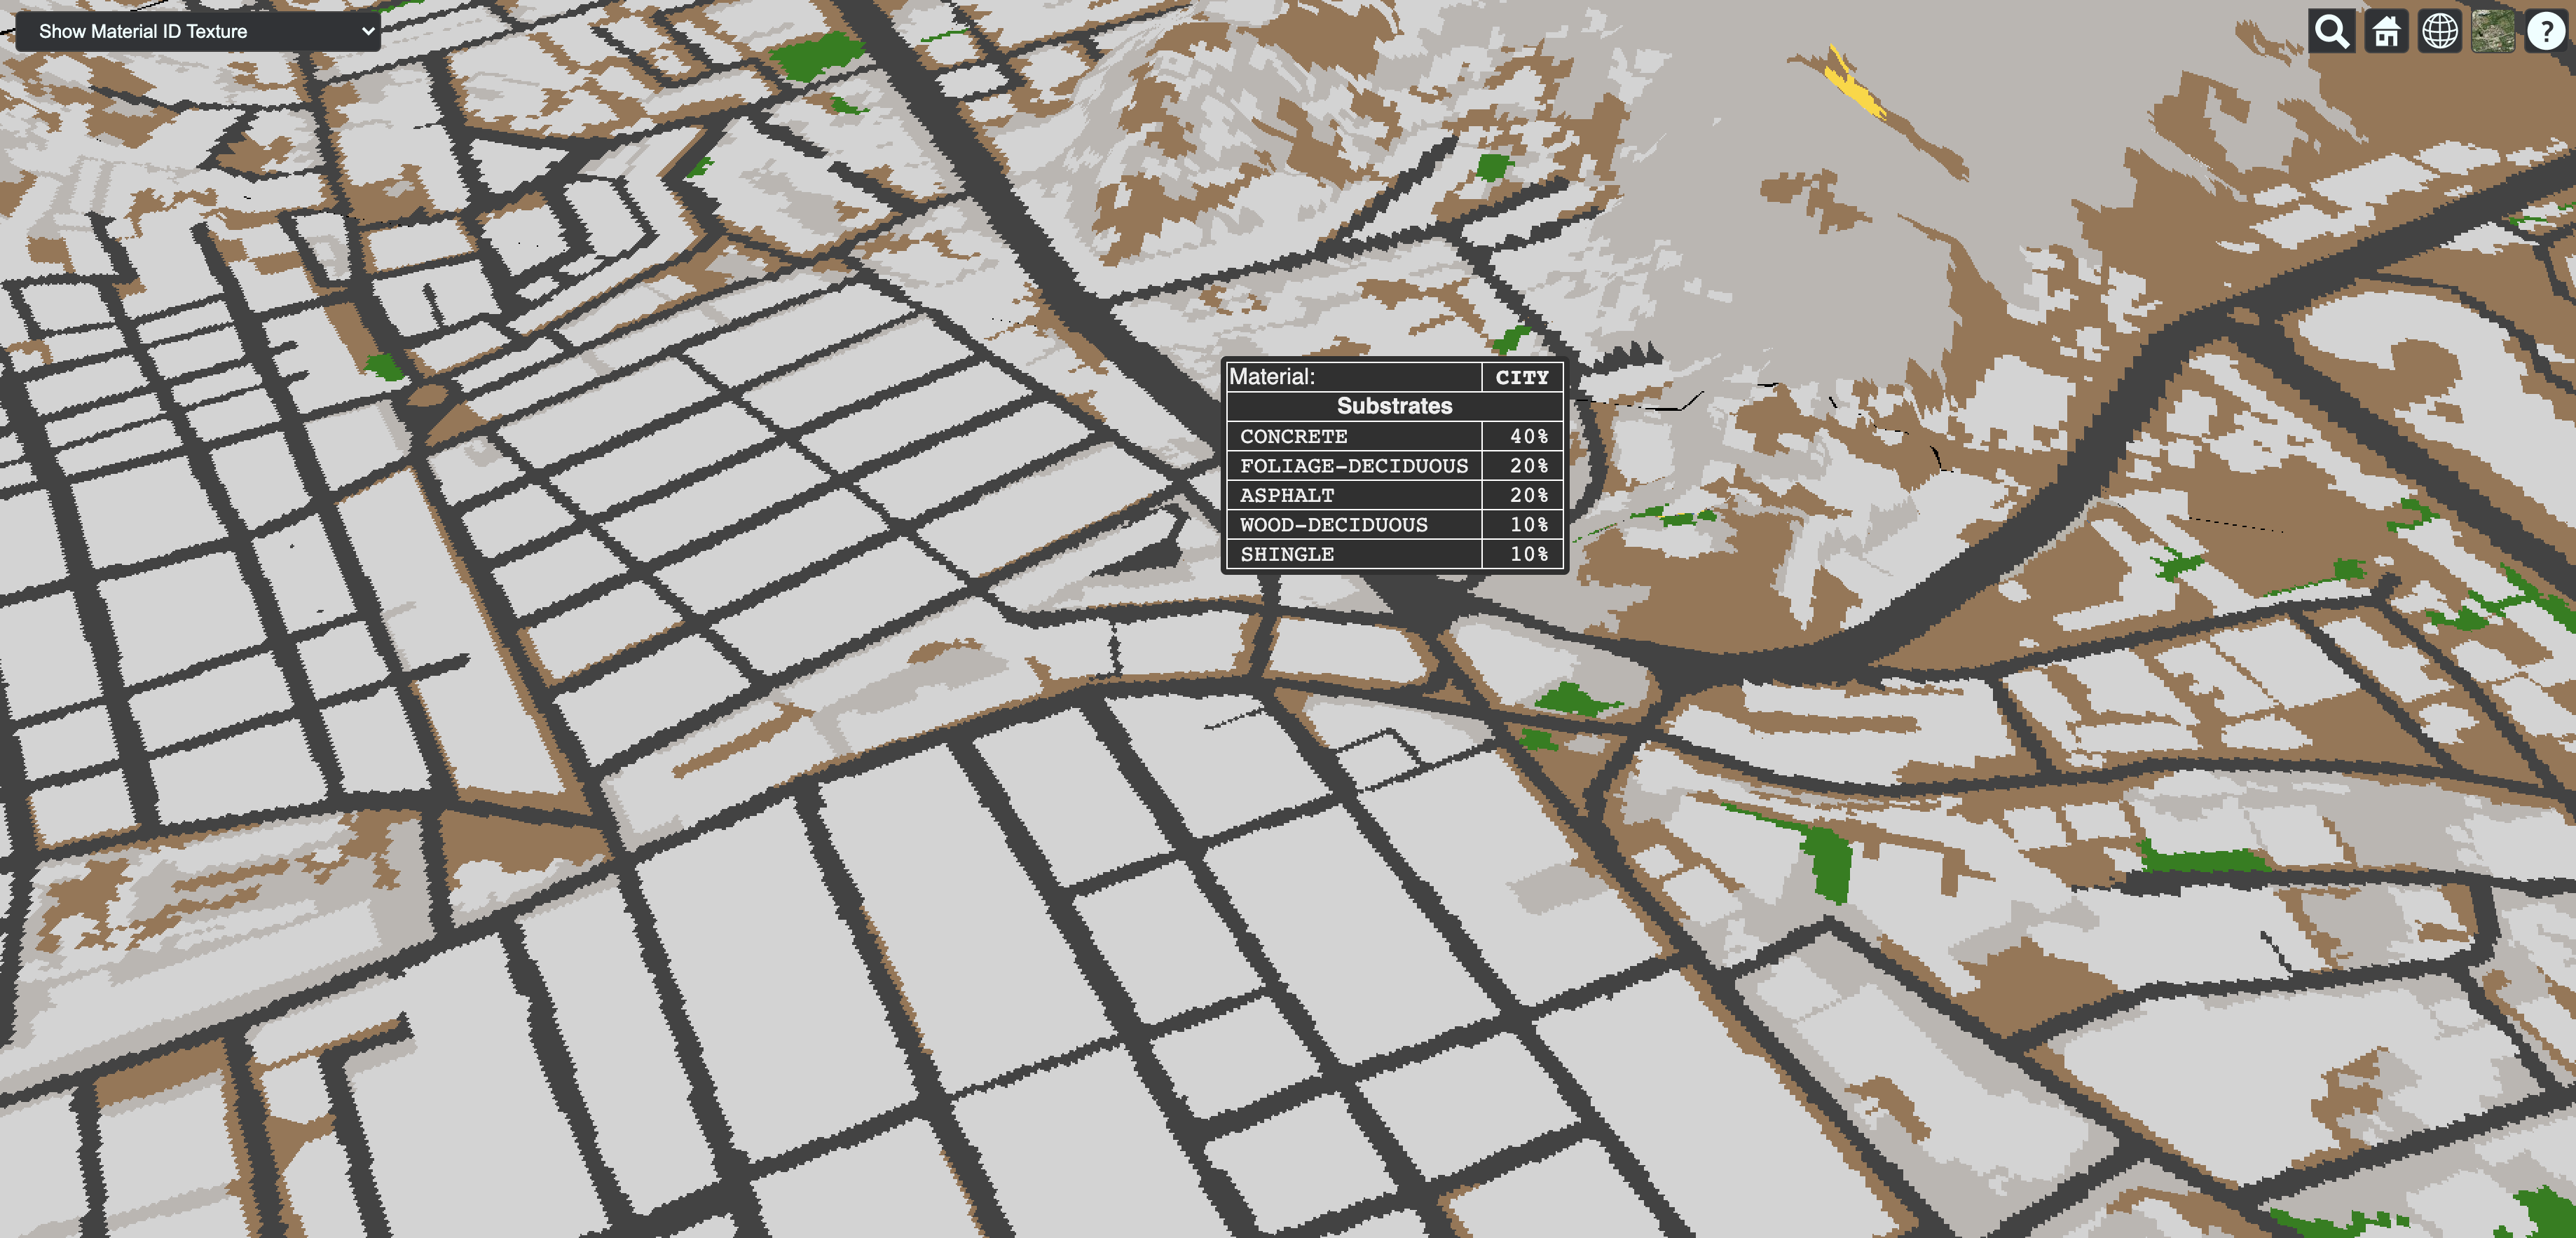 Show Material ID Texture
?
Material: CITY
Substrates
CONCRETE 40%
FOLIAGE-DECIDUOUS 20%
ASPHALT 20%
WOOD-DECIDUOUS 10%
SHINGLE 10%